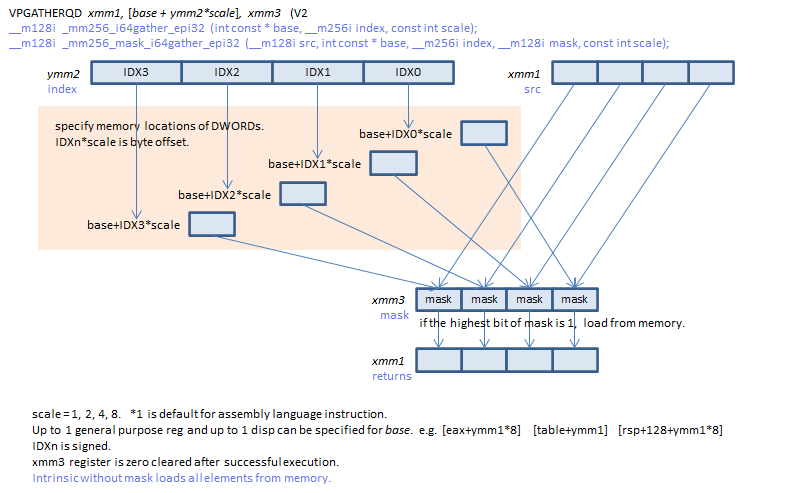 VPGATHERQD xmm1, [base + ymm2*scale], xmm3 (V2
__m128i _mm256_i64gather_epi32 (int const * base, __m256i index, const int scale);
__m128i _mm256_mask_i64gather_epi32 (__m128i src, int const * base, __m256i index, __m128i mask, const int scale);
ymm2 IDX3 IDX2 IDX1 IDX0 xmm1
index src
specify memory locations of DWORDs.
IDXn*scale is byte offset.
base+IDX0*scale
base+IDX1*scale
base+IDX2*scale
base+IDX3*scale
xmm3 mask mask mask mask
mask
if the highest bit of mask is 1, load from memory.
xmm1
returns
scale = 1, 2, 4, 8. *1 is default for assembly language instruction.
Up to 1 general purpose reg and up to 1 disp can be specified for base. e.g. [eax+ymm1*8] [table+ymm1] [rsp+128+ymm1*8]
IDXn is signed.
xmm3 register is zero cleared after successful execution.
Intrinsic without mask loads all elements from memory.